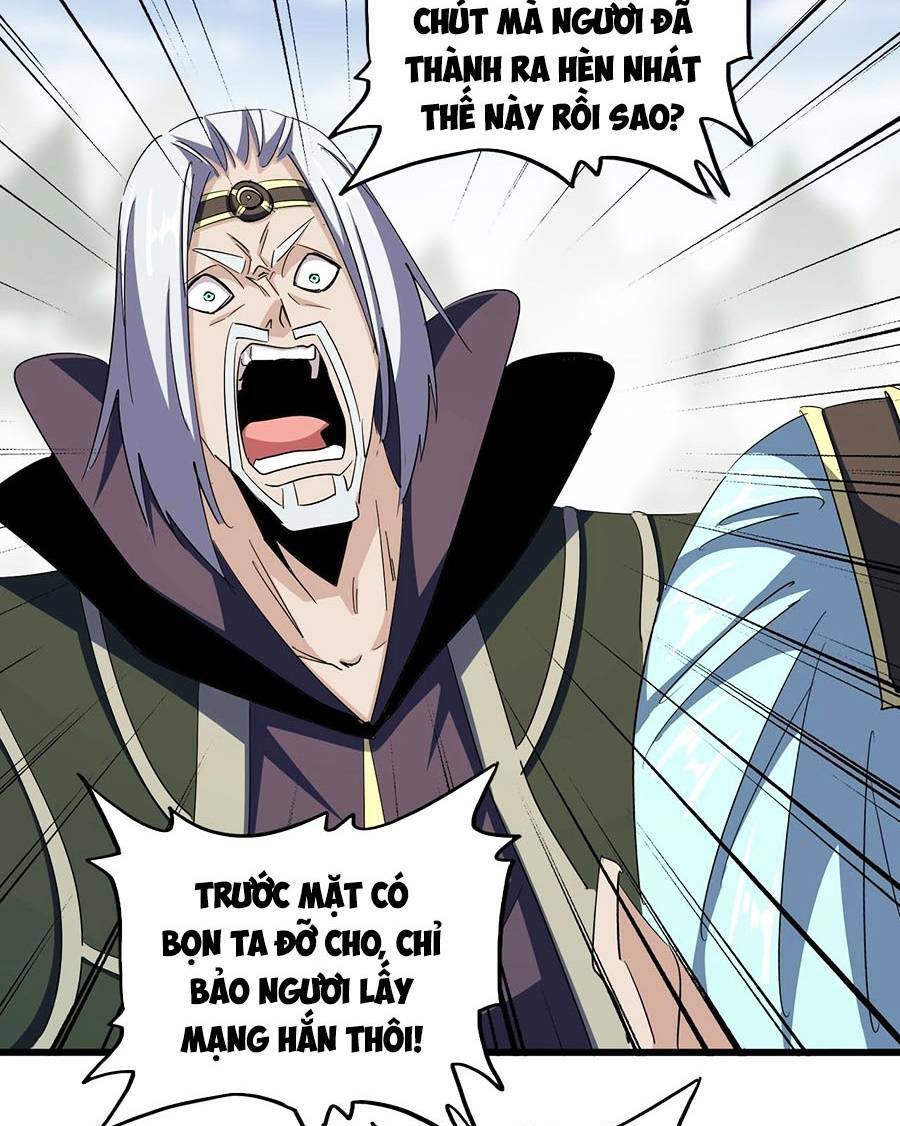 CHÚT MÀ NGƯƠI ĐÃ
THÀNH RA HÈN NHÁT
THẾ NÀY RỒI SAO?
TRƯỚC MẶT CÓ
BỌN TA ĐỠ CHO, CHỈ
BẢO NGƯƠI LẤY
MẠNG HẮN THÔI!